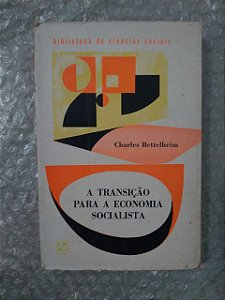 biblioteca de ciências sociais
Charles Bettelheim
A TRANSIÇÃO
PARA A ECONOMIA
SOCIALISTA